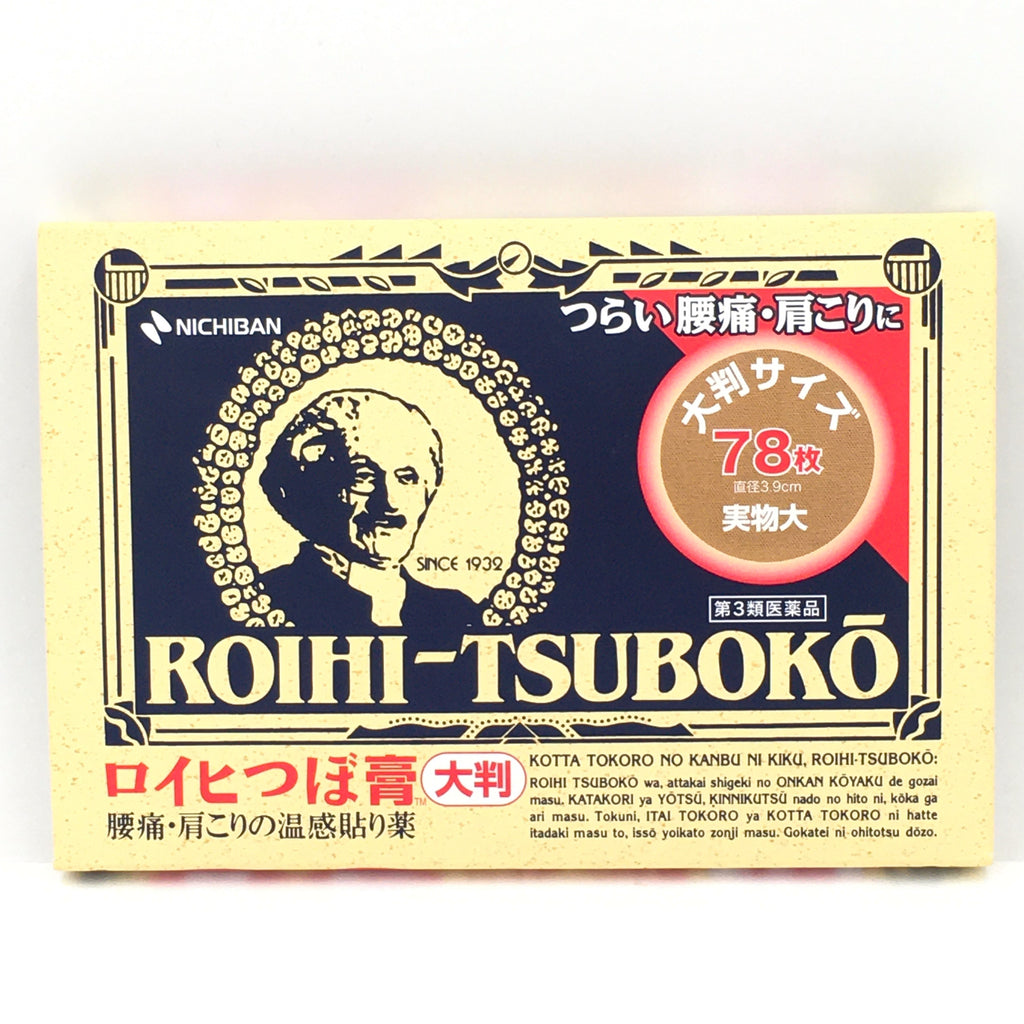 NICHIBAN
つらい腰痛・肩こりに
大判サイズ
78枚
直径3.9cm
実物大
SINCE 1932
第3類医薬品
ROIHI-TSUBOKŌ
ロイヒつぼ膏™ 大判
腰痛・肩こりの温感貼り薬
KOTTA TOKORO NO KANBU NI KIKU, ROIHI-TSUBOKŌ:
ROIHI TSUBOKŌ wa, attakai shigeki no ONKAN KŌYAKU de gozai
masu. KATAKORI ya YŌTSŪ, KINNIKUTSŪ nado no hito ni, kōka ga
ari masu. Tokuni, ITAI TOKORO ya KOTTA TOKORO ni hatte
itadaki masu to, issō yoikato zonji masu. Gokatei ni ohitotsu dōzo.